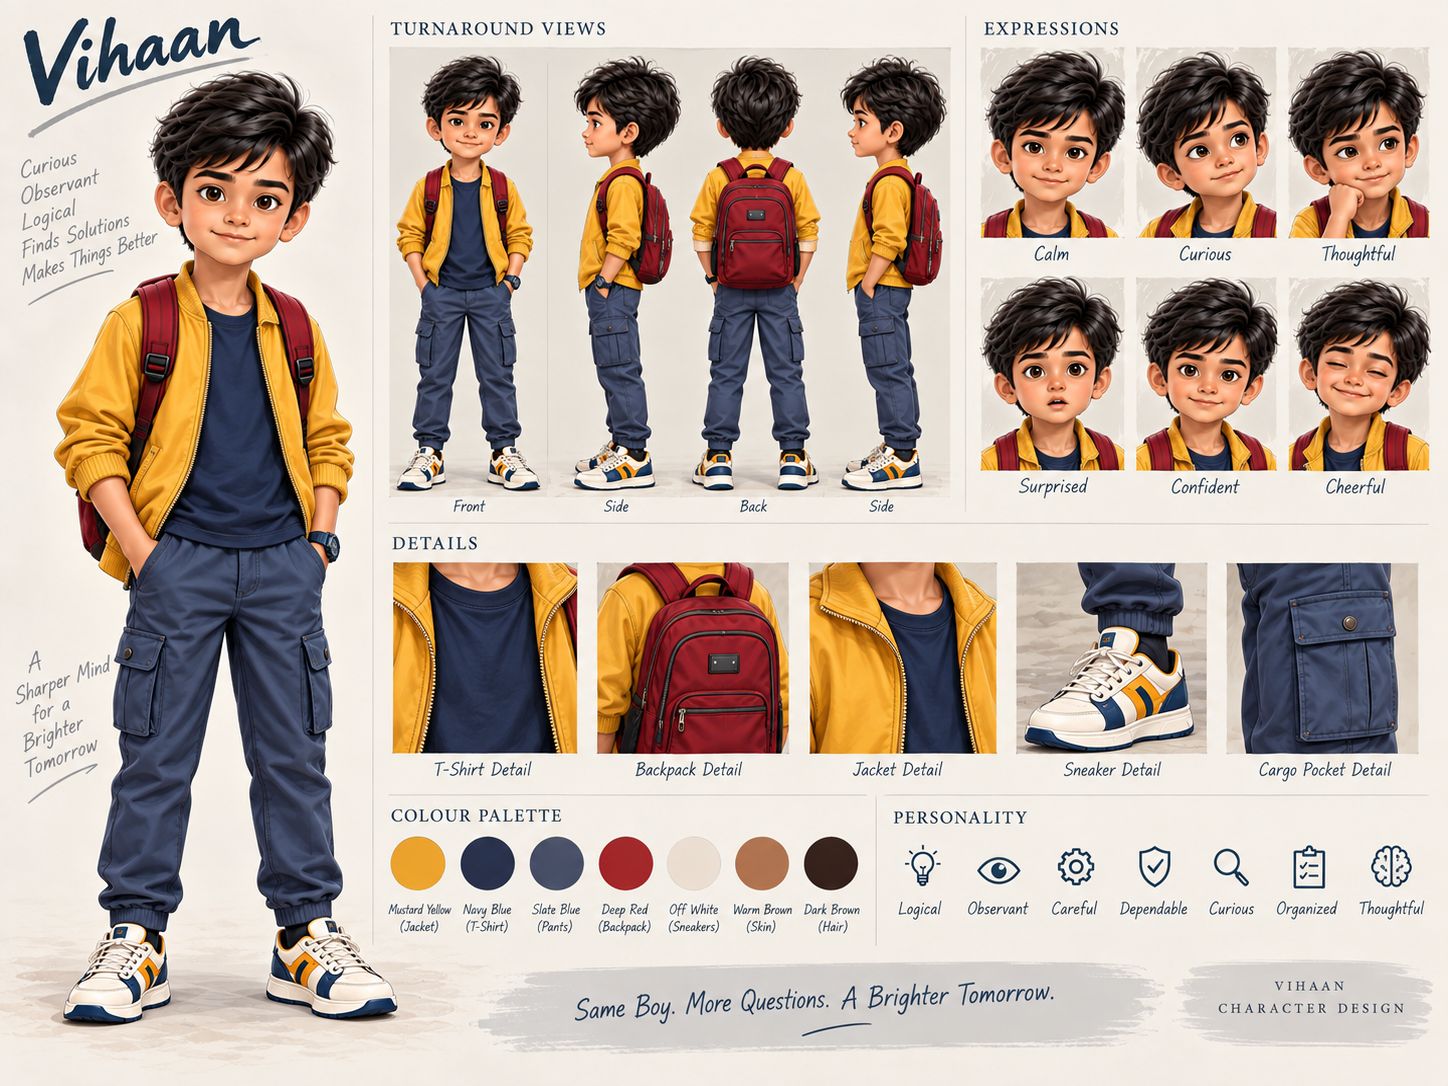 Vihaan
Curious
Observant
Logical
Finds Solutions
Makes Things Better
A
Sharper Mind
for a
Brighter
Tomorrow
TURNAROUND VIEWS
Front
Side
Back
Side
EXPRESSIONS
Calm
Curious
Thoughtful
Surprised
Confident
Cheerful
DETAILS
T-Shirt Detail
Backpack Detail
Jacket Detail
Sneaker Detail
Cargo Pocket Detail
COLOUR PALETTE
Mustard Yellow
(Jacket)
Navy Blue
(T-Shirt)
Slate Blue
(Pants)
Deep Red
(Backpack)
Off White
(Sneakers)
Warm Brown
(Skin)
Dark Brown
(Hair)
PERSONALITY
Logical
Observant
Careful
Dependable
Curious
Organized
Thoughtful
Same Boy. More Questions. A Brighter Tomorrow.
VIHAAN
CHARACTER DESIGN